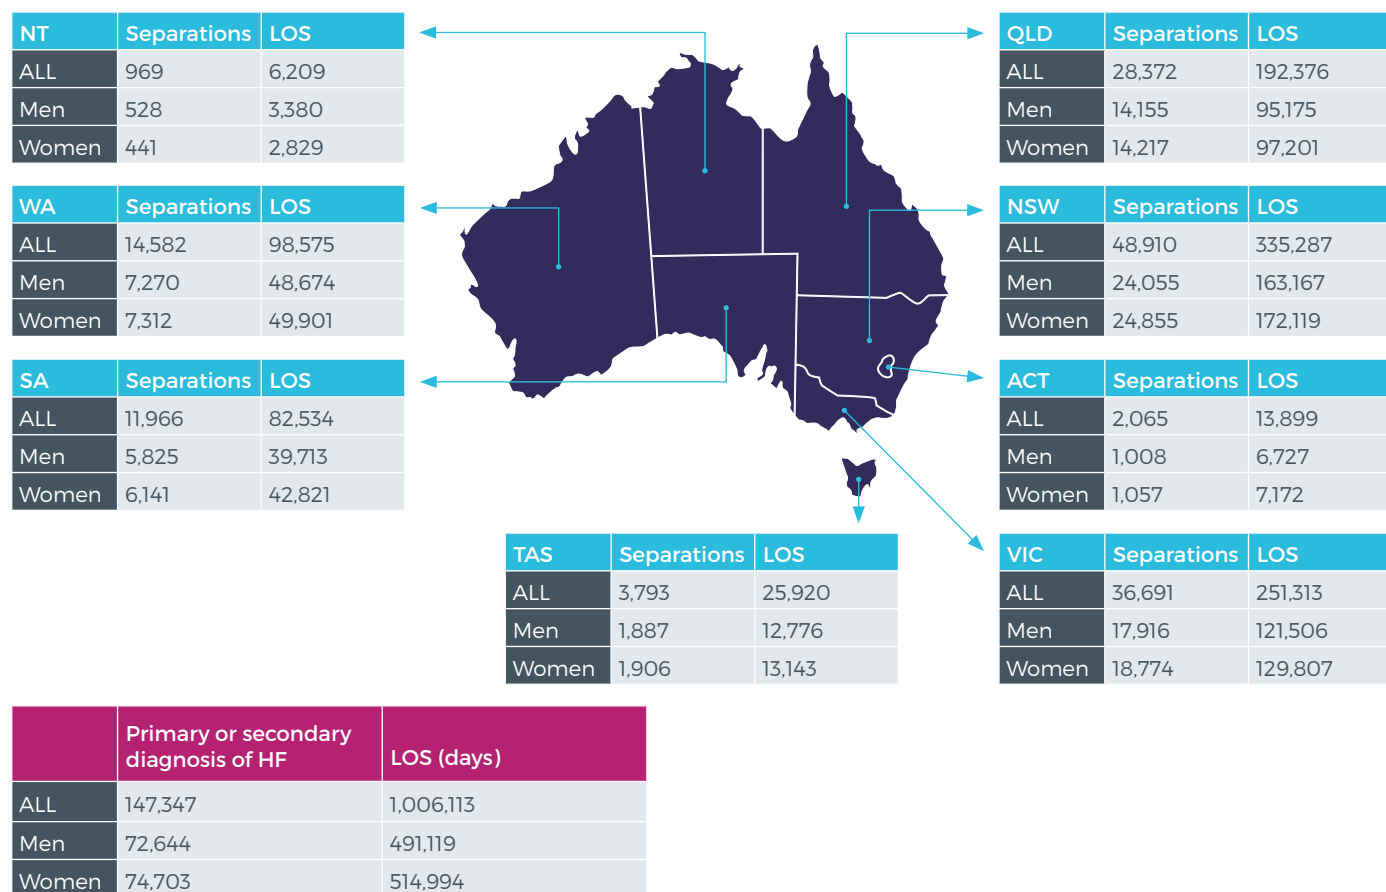 NT Separations LOS
ALL 969 6,209
Men 528 3,380
Women 441 2,829
WA Separations LOS
ALL 14,582 98,575
Men 7,270 48,674
Women 7,312 49,901
SA Separations LOS
ALL 11,966 82,534
Men 5,825 39,713
Women 6,141 42,821
QLD Separations LOS
ALL 28,372 192,376
Men 14,155 95,175
Women 14,217 97,201
NSW Separations LOS
ALL 48,910 335,287
Men 24,055 163,167
Women 24,855 172,119
ACT Separations LOS
ALL 2,065 13,899
Men 1,008 6,727
Women 1,057 7,172
TAS Separations LOS
ALL 3,793 25,920
Men 1,887 12,776
Women 1,906 13,143
VIC Separations LOS
ALL 36,691 251,313
Men 17,916 121,506
Women 18,774 129,807
Primary or secondary
diagnosis of HF LOS (days)
ALL 147,347 1,006,113
Men 72,644 491,119
Women 74,703 514,994